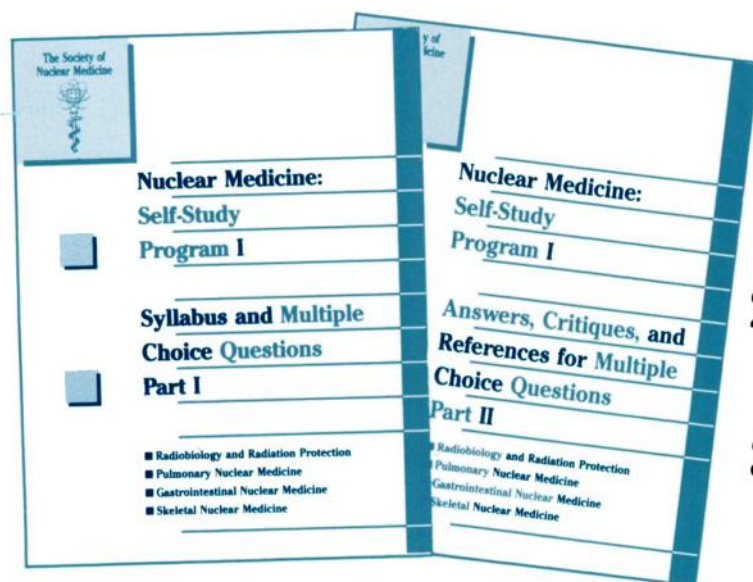 The Society of
Nuclear Medicine
Nuclear Medicine:
Self-Study
Program I
Syllabus and Multiple
Choice Questions
Part I
■ Radiobiology and Radiation Protection
■ Pulmonary Nuclear Medicine
■ Gastrointestinal Nuclear Medicine
■ Skeletal Nuclear Medicine
y of
icine
Nuclear Medicine:
Self-Study
Program I
Answers, Critiques, and
References for Multiple
Choice Questions
Part II
■ Radiobiology and Radiation Protection
Pulmonary Nuclear Medicine
Gastrointestinal Nuclear Medicine
Skeletal Nuclear Medicine